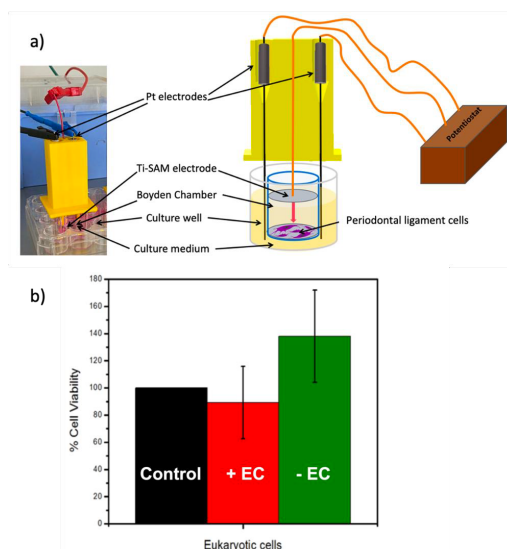 a)
Pt electrodes
Potentiostat
Ti-SAM electrode
Boyden Chamber
Culture well
Periodontal ligament cells
Culture medium
b)
180
160
140
120
100
80
60
40
20
0
% Cell Viability
Control
+ EC
- EC
Eukaryotic cells